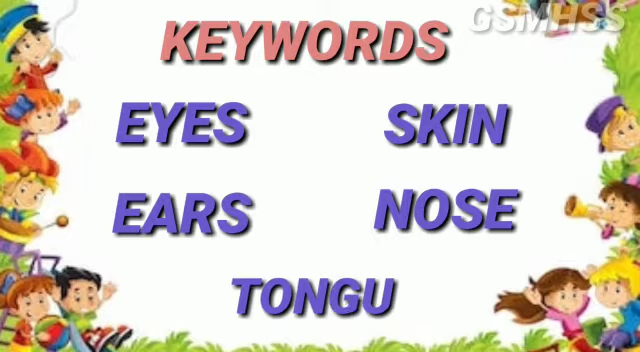 GSMHSS
KEYWORDS
EYES SKIN
EARS NOSE
TONGU